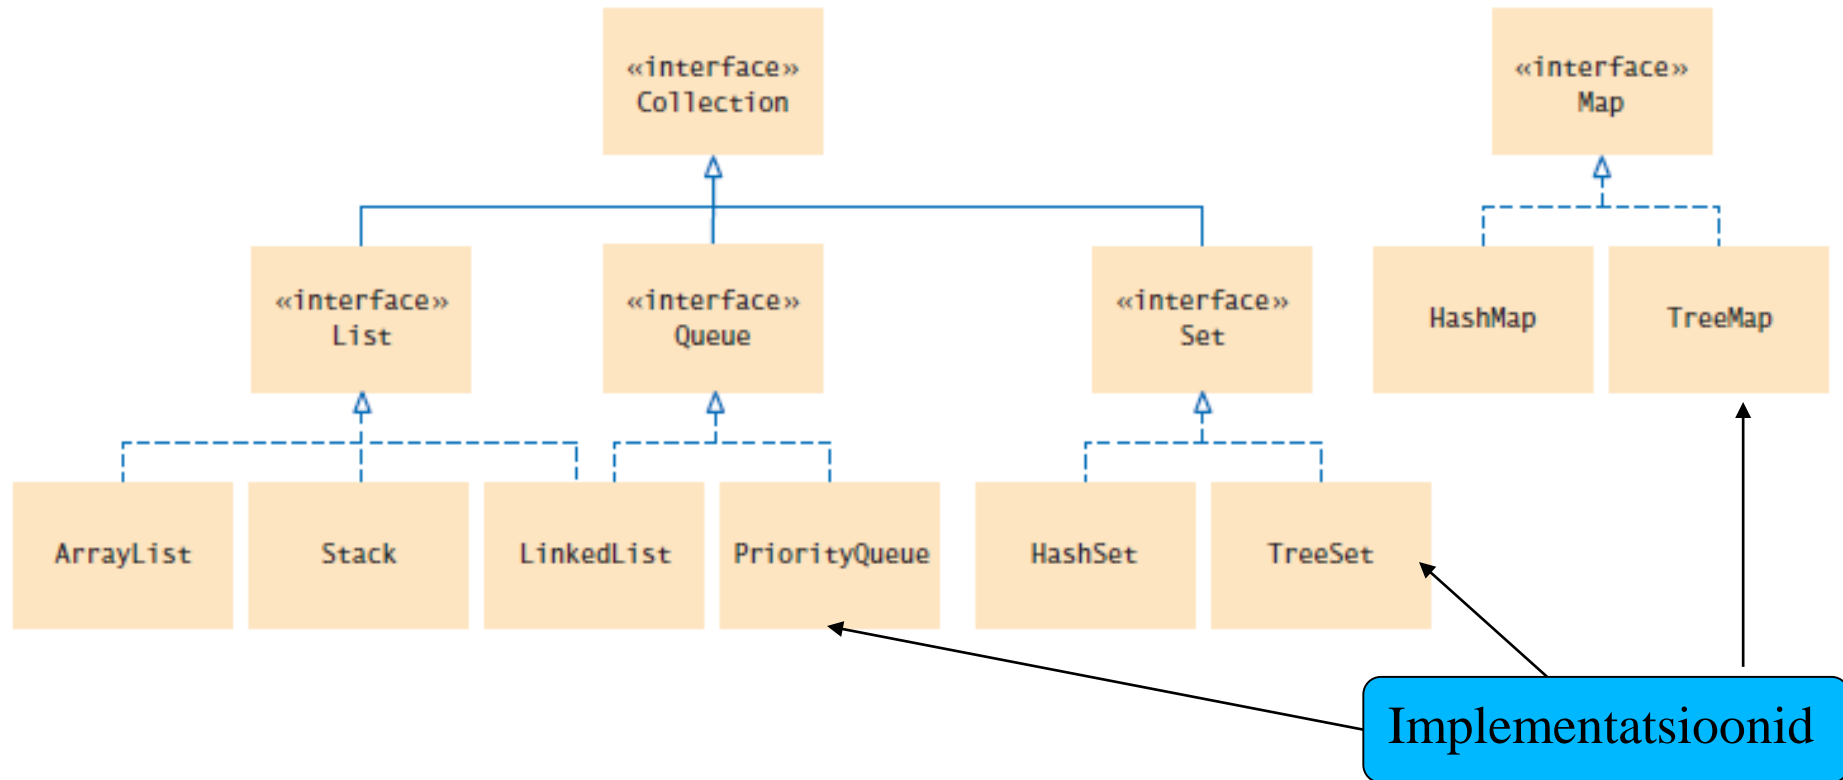 «interface»
Collection
«interface»
Map
«interface»
List
«interface»
Queue
«interface»
Set
HashMap
TreeMap
ArrayList
Stack
LinkedList
PriorityQueue
HashSet
TreeSet
Implementatsioonid